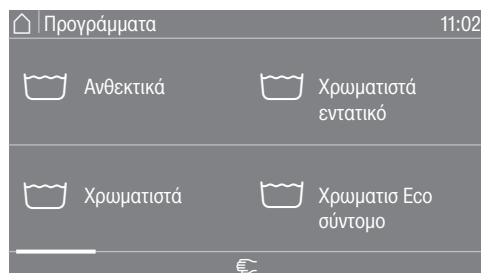 Προγράμματα 11:02
Ανθεκτικά
Χρωματιστά
εντατικό
Χρωματιστά
Χρωματισ Eco
σύντομο